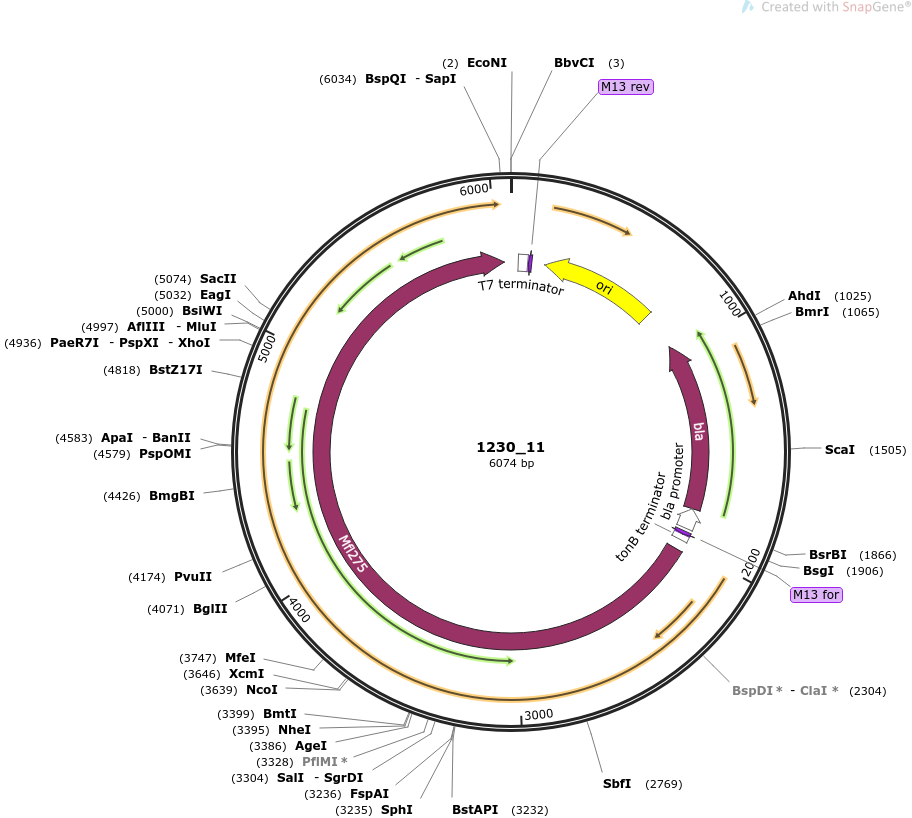 Created with SnapGene®
(2) EcoNI
BbvCI (3)
(6034) BspQI - SapI
M13 rev
6000
T7 terminator
ori
1000
AhdI (1025)
BmrI (1065)
bla
ScaI (1505)
bla promoter
tonB terminator
BsrBI (1866)
BsgI (1906)
2000
M13 for
BspDI * - ClaI * (2304)
SbfI (2769)
3000
BstAPI (3232)
(3235) SphI
(3236) FspAI
(3304) SalI - SgrDI
(3328) PflMI *
(3386) AgeI
(3395) NheI
(3399) BmtI
(3639) NcoI
(3646) XcmI
(3747) MfeI
4000
(4071) BglII
(4174) PvuII
Mfl275
(4426) BmgBI
(4579) PspOMI
(4583) ApaI - BanII
(4818) BstZ17I
5000
(4936) PaeR7I - PspXI - XhoI
(4997) AflIII - MluI
(5000) BsiWI
(5032) EagI
(5074) SacII
1230_11
6074 bp